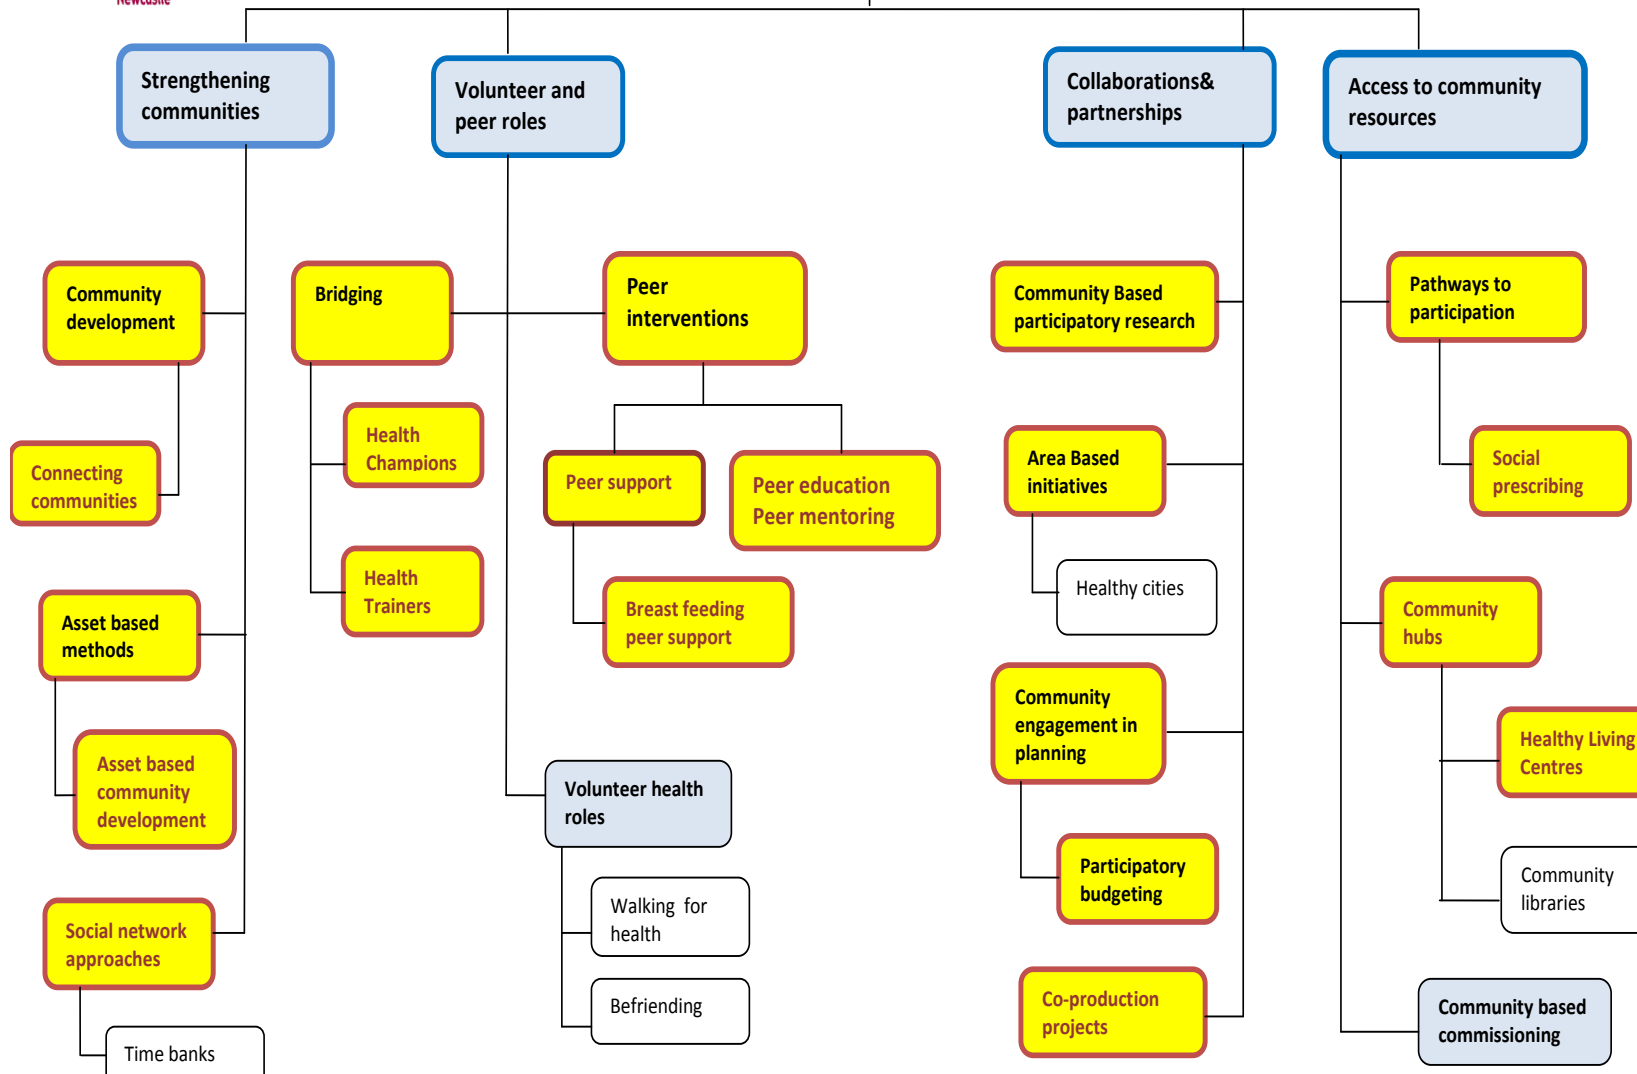 Newcastle
Strengthening
communities
Volunteer and
peer roles
Collaborations&
partnerships
Access to community
resources
Community
development
Connecting
communities
Asset based
methods
Asset based
community
development
Social network
approaches
Time banks
Bridging
Health
Champions
Health
Trainers
Peer
interventions
Peer support
Peer education
Peer mentoring
Breast feeding
peer support
Volunteer health
roles
Walking for
health
Befriending
Community Based
participatory research
Area Based
initiatives
Healthy cities
Community
engagement in
planning
Participatory
budgeting
Co-production
projects
Pathways to
participation
Social
prescribing
Community
hubs
Healthy Living
Centres
Community
libraries
Community based
commissioning